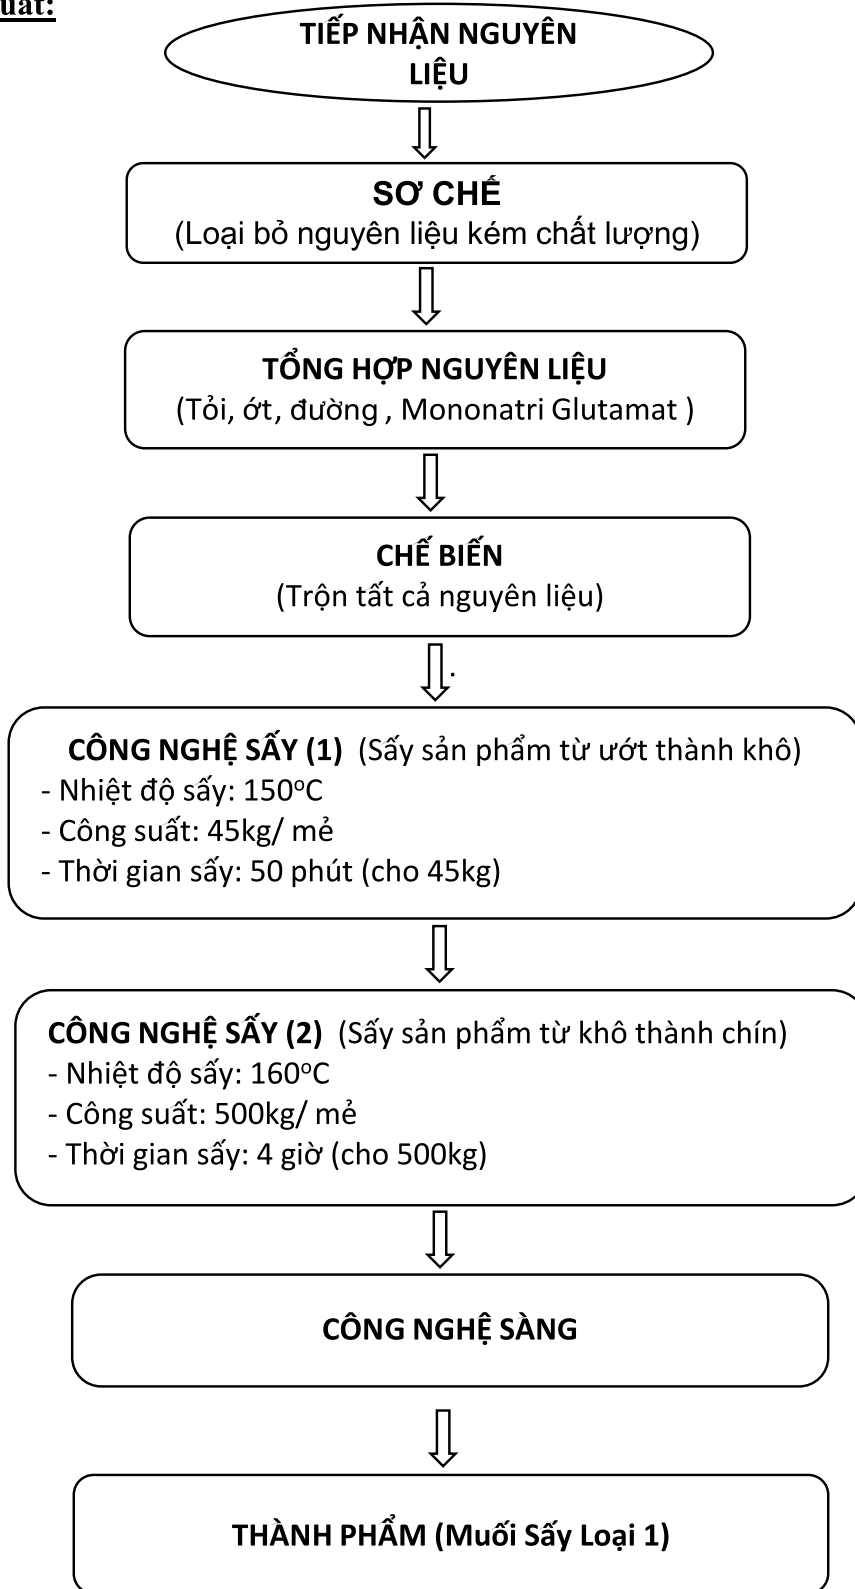 uất:
TIẾP NHẬN NGUYÊN
LIỆU
SƠ CHẾ
(Loại bỏ nguyên liệu kém chất lượng)
TỔNG HỢP NGUYÊN LIỆU
(Tỏi, ớt, đường , Mononatri Glutamat )
CHẾ BIẾN
(Trộn tất cả nguyên liệu)
.
CÔNG NGHỆ SẤY (1) (Sấy sản phẩm từ ướt thành khô)
- Nhiệt độ sấy: 150ºC
- Công suất: 45kg/ mẻ
- Thời gian sấy: 50 phút (cho 45kg)
CÔNG NGHỆ SẤY (2) (Sấy sản phẩm từ khô thành chín)
- Nhiệt độ sấy: 160ºC
- Công suất: 500kg/ mẻ
- Thời gian sấy: 4 giờ (cho 500kg)
CÔNG NGHỆ SÀNG
THÀNH PHẨM (Muối Sấy Loại 1)